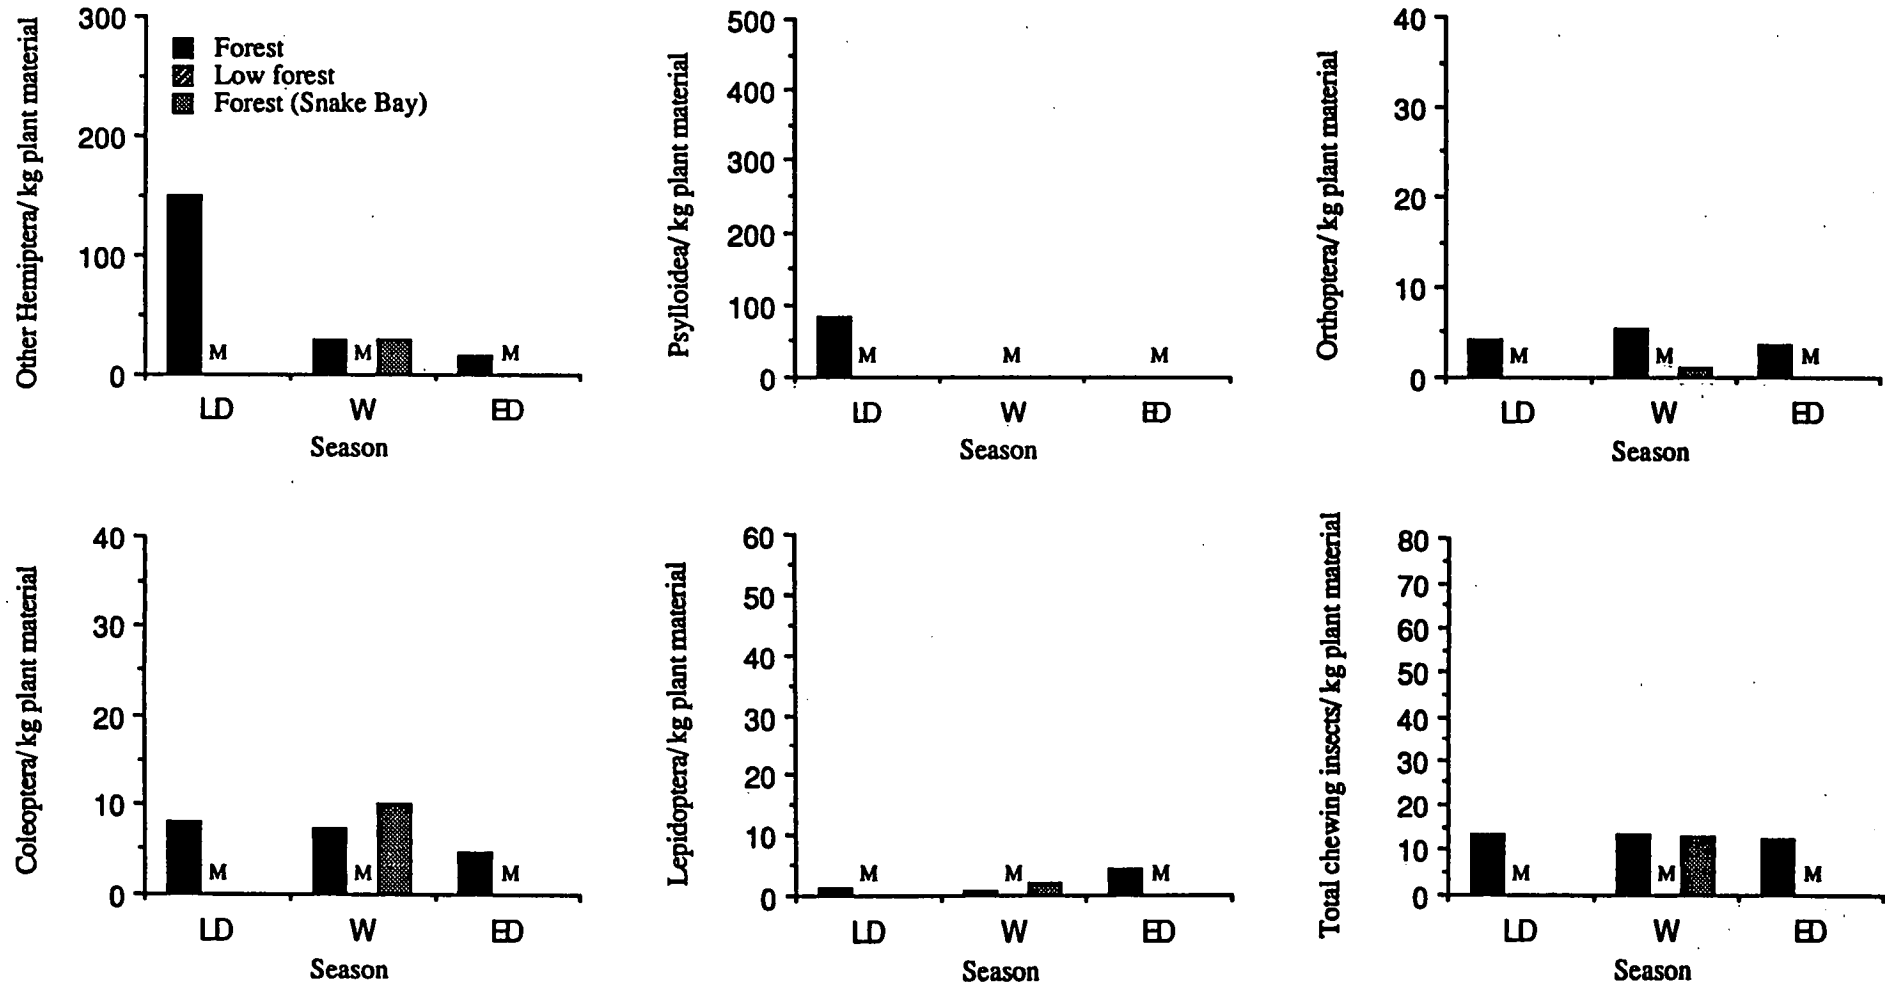 Other Hemiptera/ kg plant material
300
200
100
0
Forest
Low forest
Forest (Snake Bay)
M
M
M
LD W ED
Season
Psylloidea/ kg plant material
500
400
300
200
100
0
M
M
M
LD W ED
Season
Orthoptera/ kg plant material
40
30
20
10
0
M
M
M
LD W ED
Season
Coleoptera/ kg plant material
40
30
20
10
0
M
M
M
LD W ED
Season
Lepidoptera/ kg plant material
60
50
40
30
20
10
0
M
M
M
LD W ED
Season
Total chewing insects/ kg plant material
80
70
60
50
40
30
20
10
0
M
M
M
LD W ED
Season